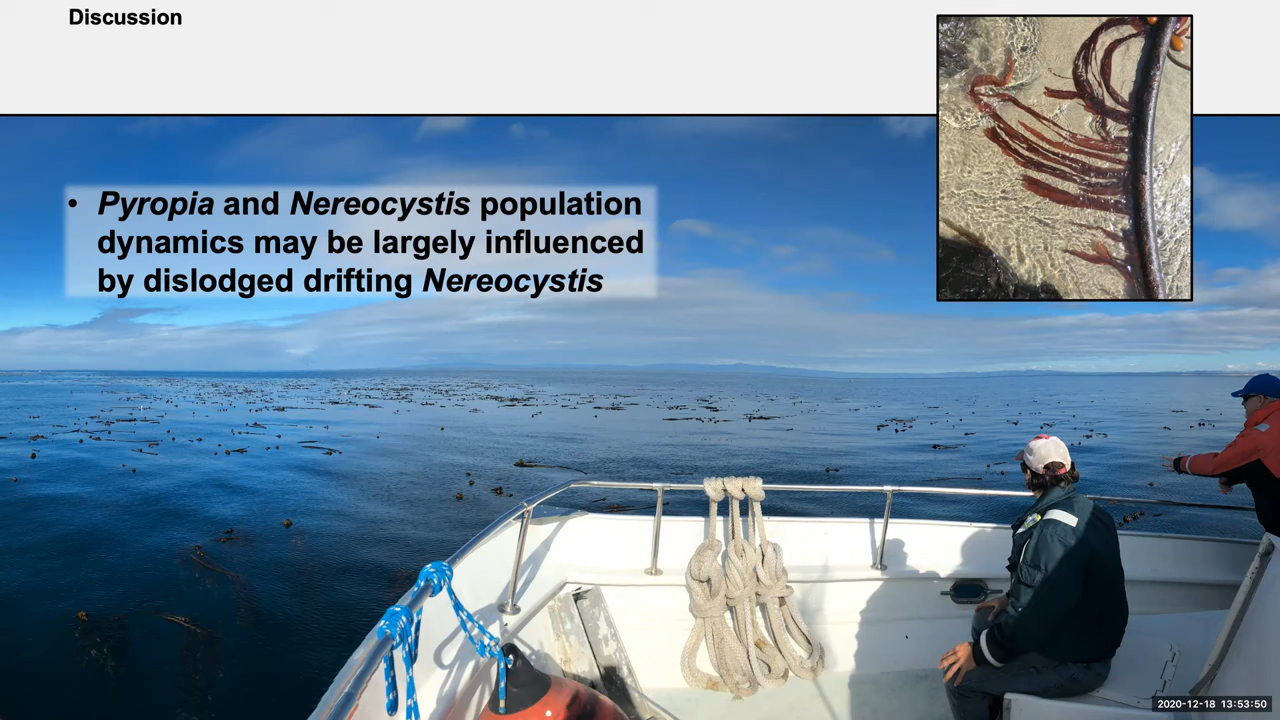 Discussion
• Pyropia and Nereocystis population
dynamics may be largely influenced
by dislodged drifting Nereocystis
2020-12-18 13:53:50